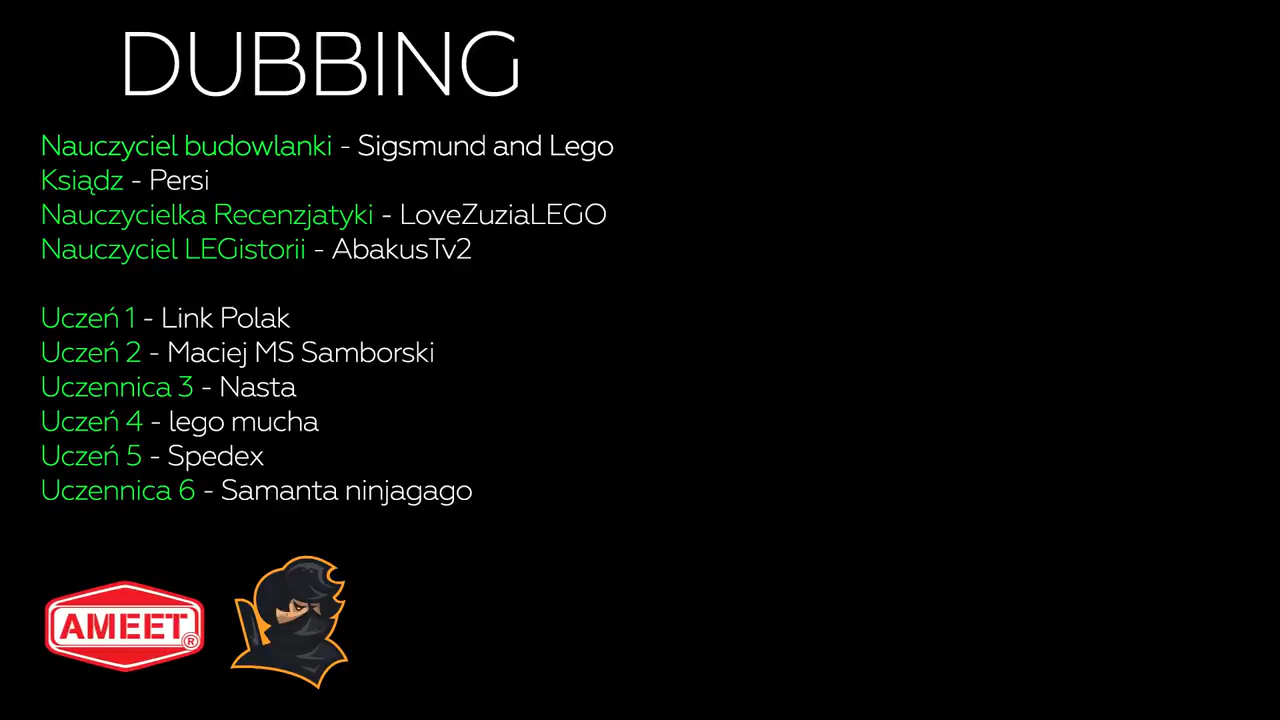 DUBBING
Nauczyciel budowlanki - Sigsmund and Lego
Ksiądz - Persi
Nauczycielka Recenzjatyki - LoveZuziaLEGO
Nauczyciel LEGistorii - AbakusTv2
Uczeń 1 - Link Polak
Uczeń 2 - Maciej MS Samborski
Uczennica 3 - Nasta
Uczeń 4 - lego mucha
Uczeń 5 - Spedex
Uczennica 6 - Samanta ninjagago
AMEET®